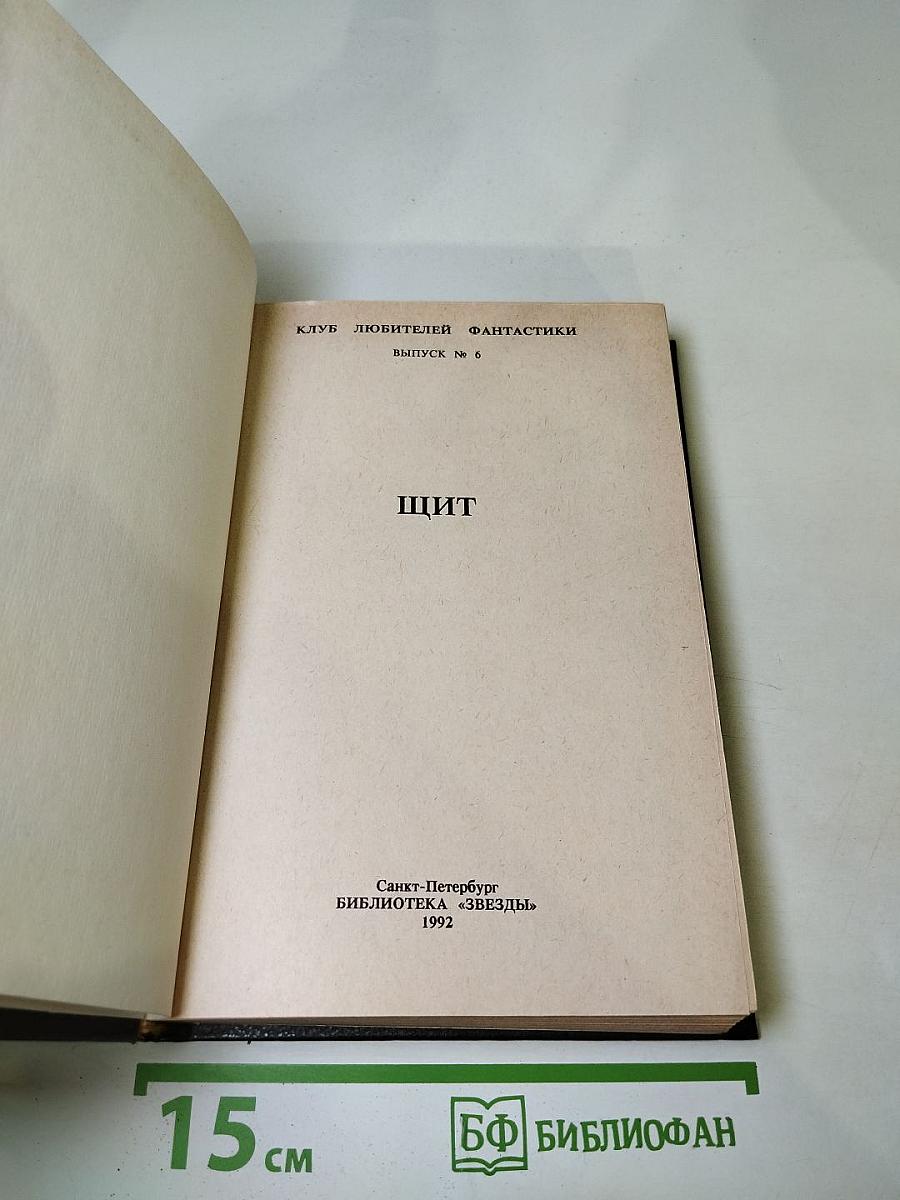 КЛУБ ЛЮБИТЕЛЕЙ ФАНТАСТИКИ
ВЫПУСК № 6
ЩИТ
Санкт-Петербург
БИБЛИОТЕКА «ЗВЕЗДЫ»
1992
15 см
БФ БИБЛИОФАН